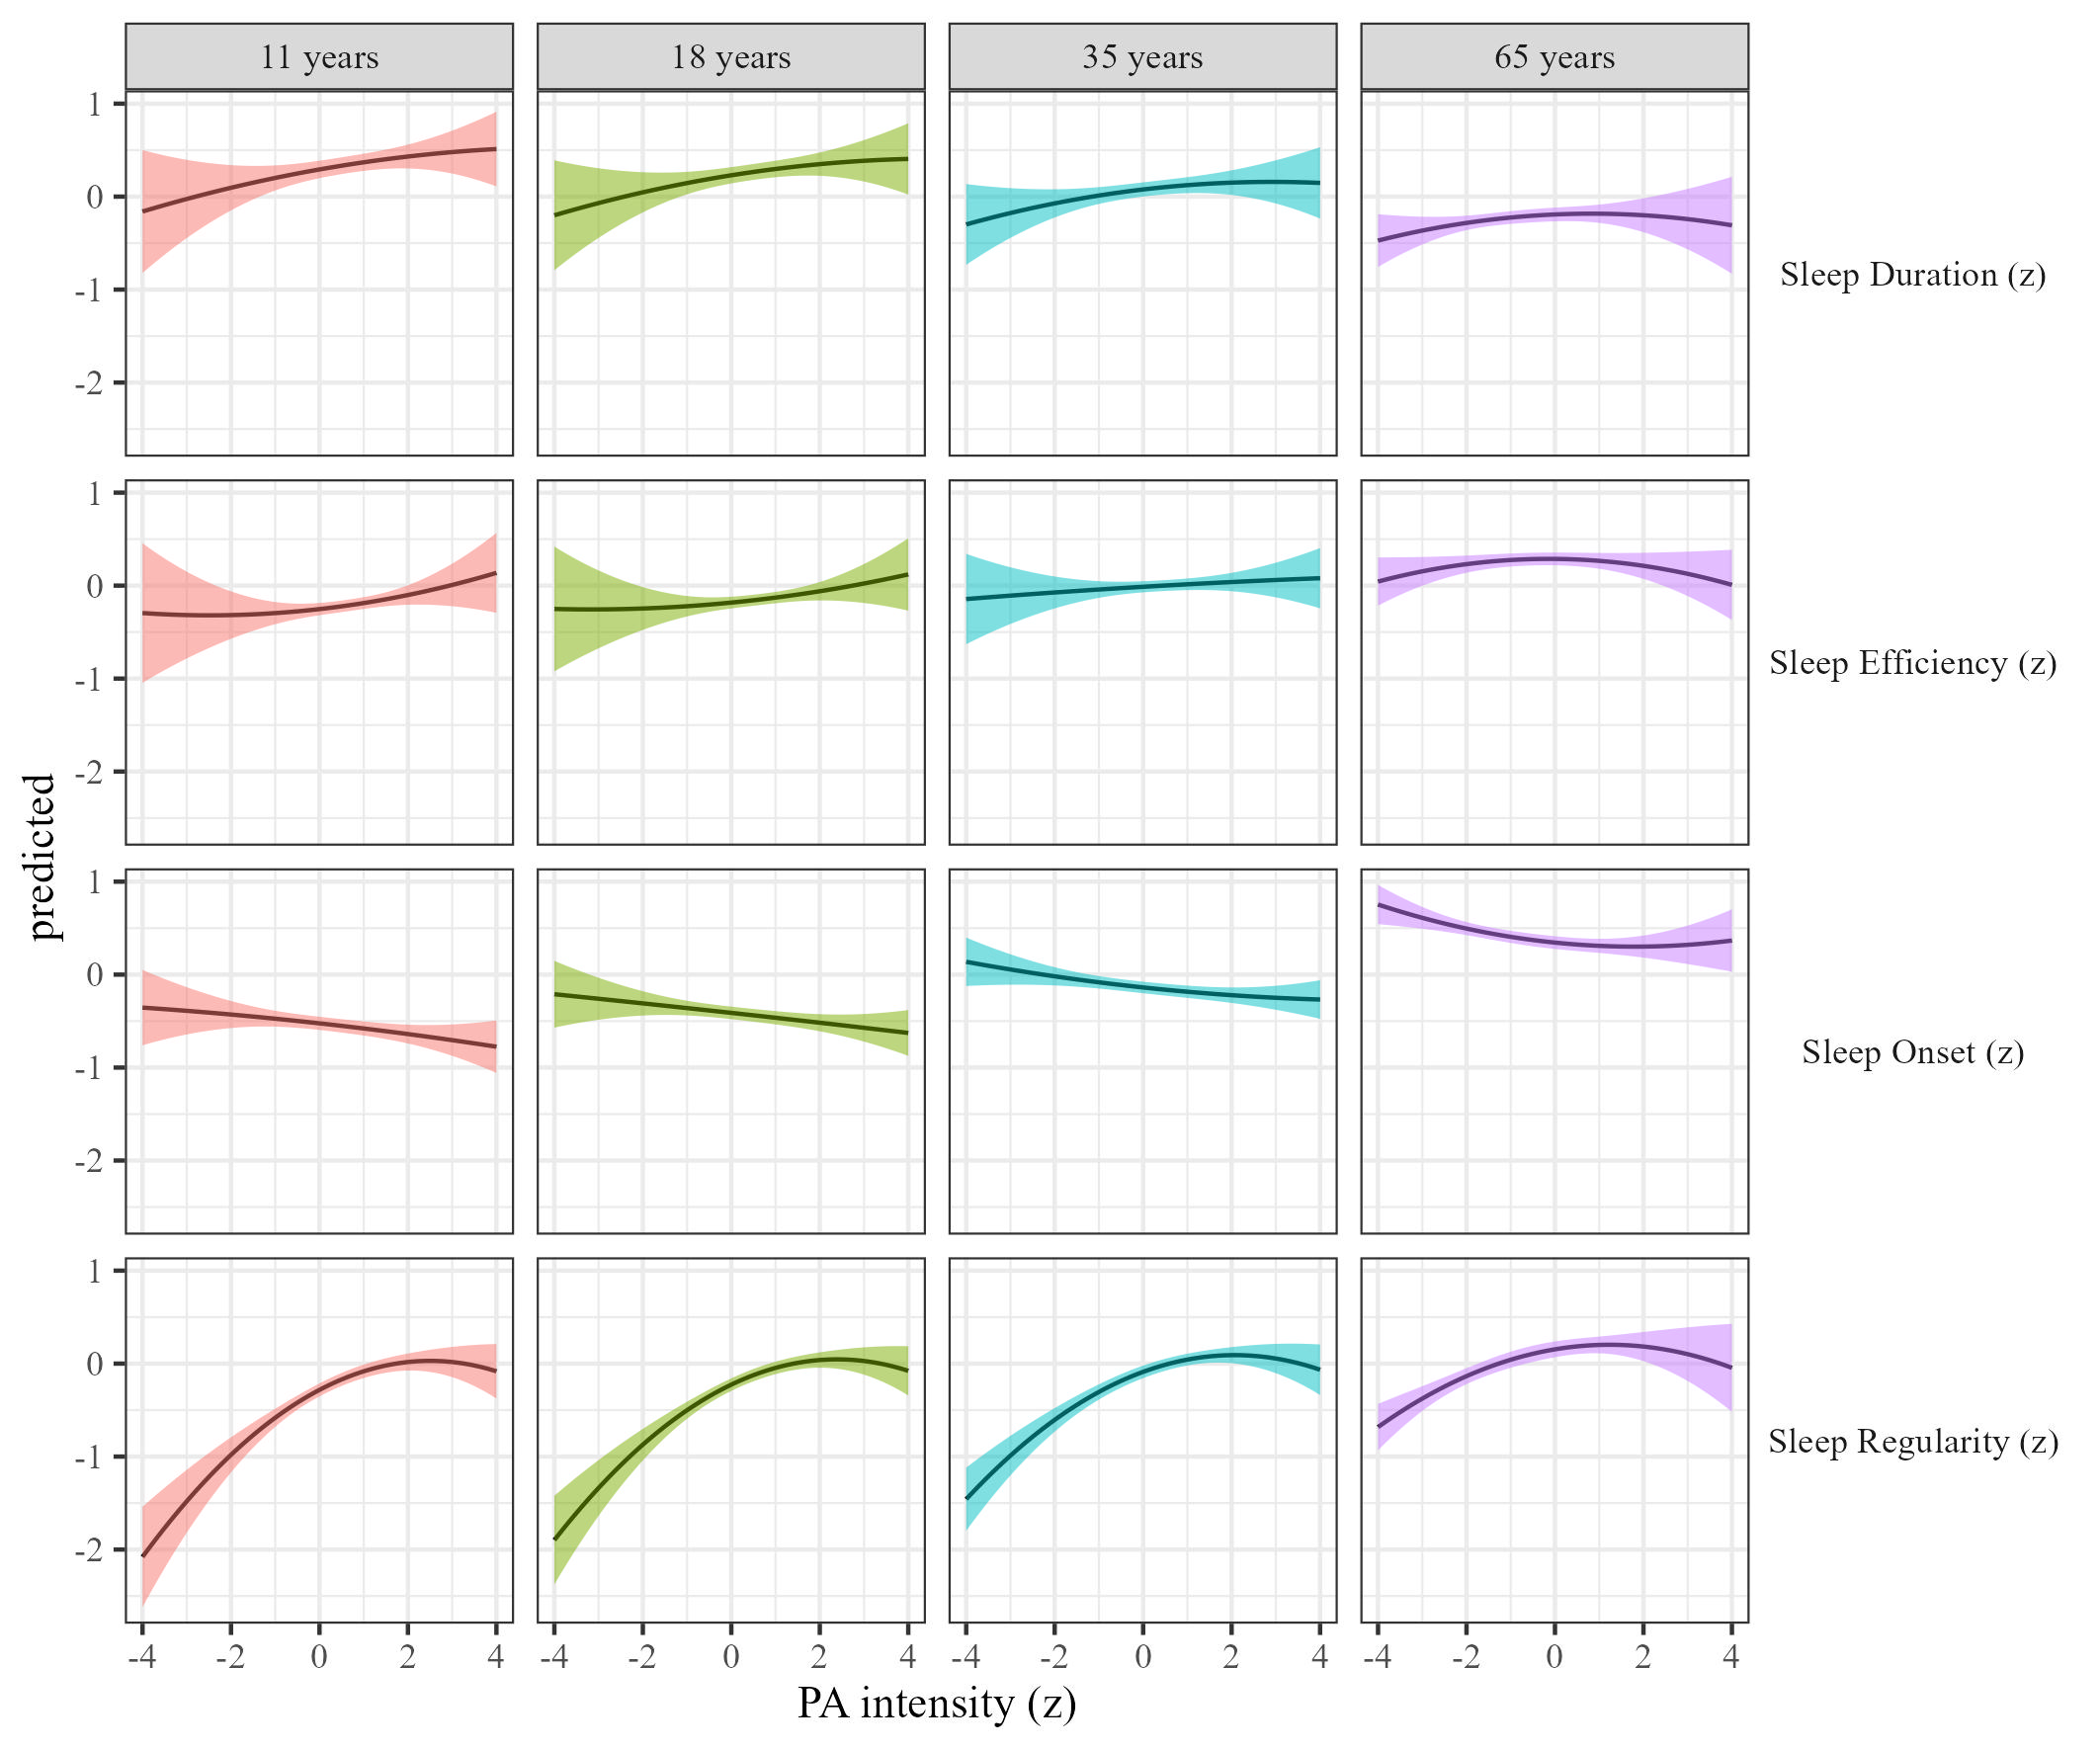 11 years
18 years
35 years
65 years
1
0
-1
-2
Sleep Duration (z)
1
0
-1
-2
Sleep Efficiency (z)
predicted
1
0
-1
-2
Sleep Onset (z)
1
0
-1
-2
Sleep Regularity (z)
-4 -2 0 2 4
-4 -2 0 2 4
-4 -2 0 2 4
-4 -2 0 2 4
PA intensity (z)